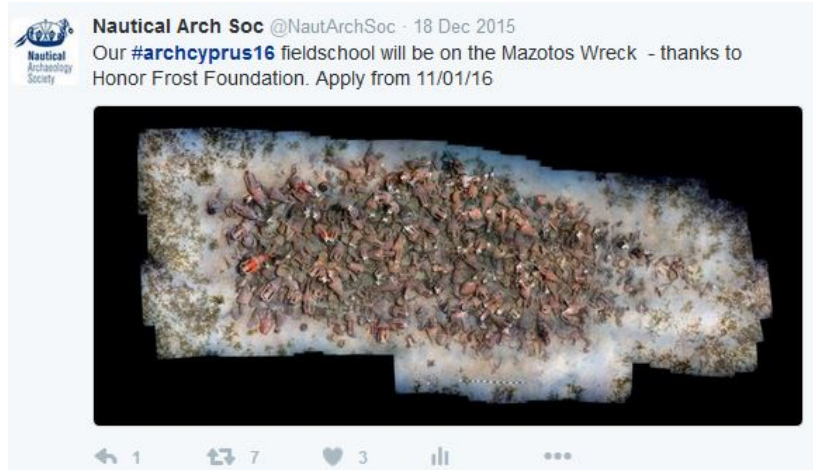 Nautical Arch Soc @NautArchSoc · 18 Dec 2015
Our #archcyprus16 fieldschool will be on the Mazotos Wreck - thanks to
Honor Frost Foundation. Apply from 11/01/16
Nautical
Archaeology
Society
1 7 3